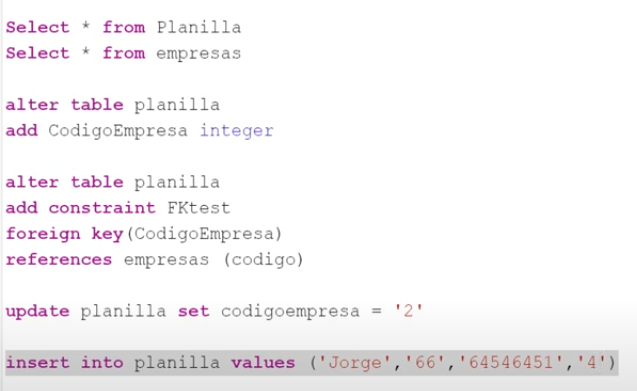 Select * from Planilla
Select * from empresas
alter table planilla
add CodigoEmpresa integer
alter table planilla
add constraint FKtest
foreign key(CodigoEmpresa)
references empresas (codigo)
update planilla set codigoempresa = '2'
insert into planilla values ('Jorge','66','64546451','4')